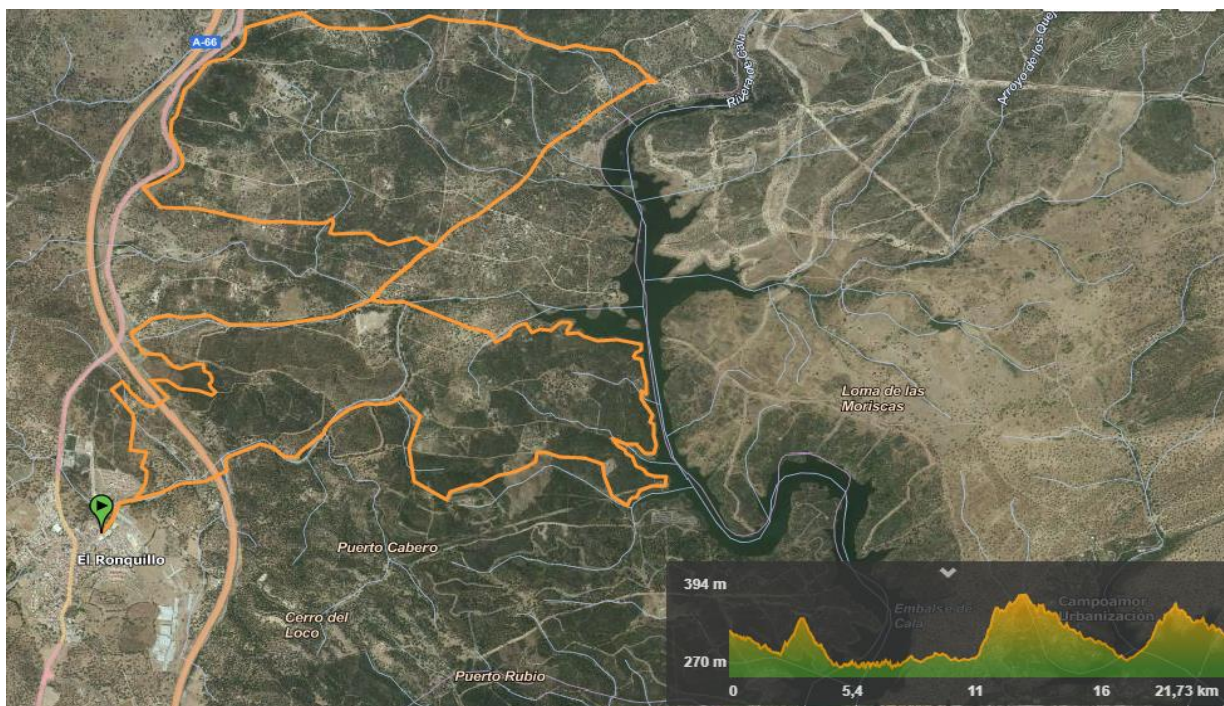 A-66
Rivera de Cala
Arroyo de los Quej
Loma de las
Moriscas
El Ronquillo
Puerto Cabero
Cerro del
Loco
Puerto Rubio
394 m
Embalse de
Cala
Campoamor
Urbanización
270 m
0 5,4 11 16 21,73 km